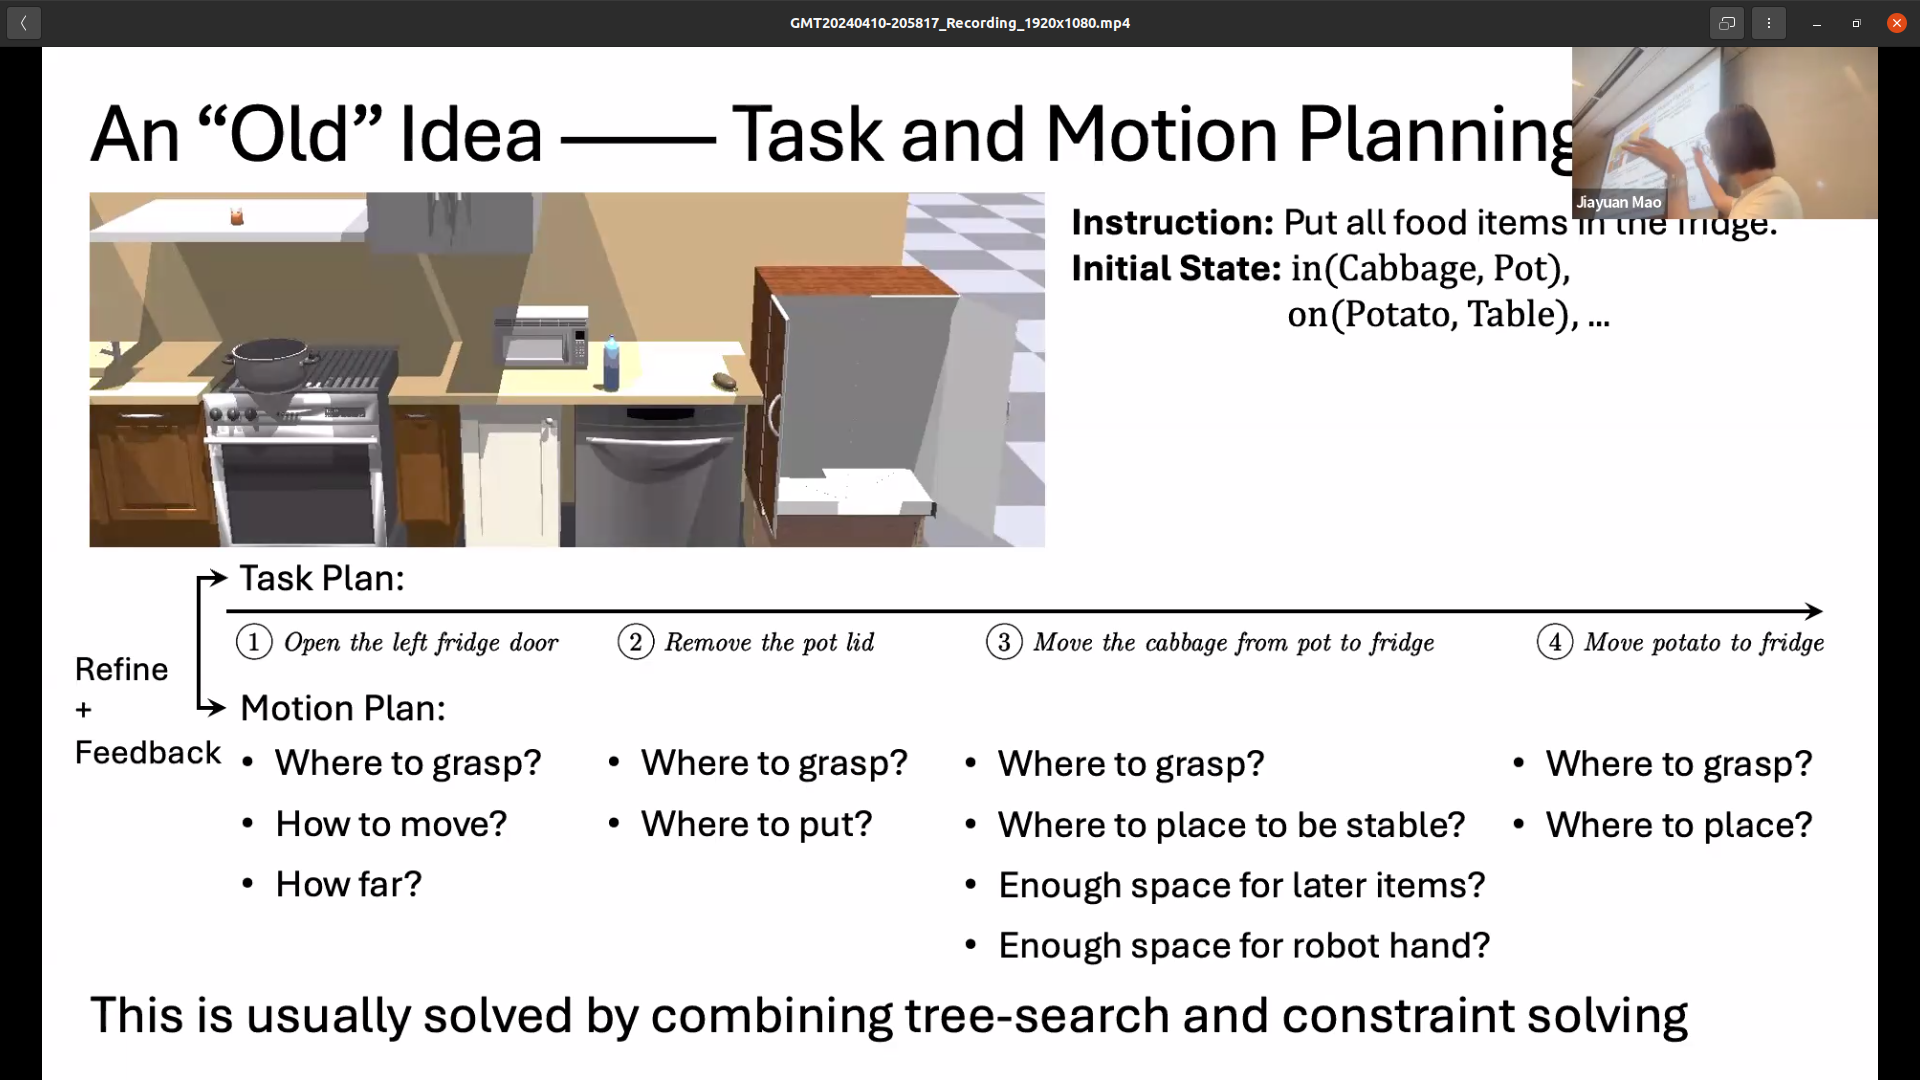 GMT20240410-205817_Recording_1920x1080.mp4
An “Old” Idea —— Task and Motion Planning
Jiayuan Mao
Instruction: Put all food items in the fridge.
Initial State: in(Cabbage, Pot),
on(Potato, Table), ...
Task Plan:
1 Open the left fridge door
2 Remove the pot lid
3 Move the cabbage from pot to fridge
4 Move potato to fridge
Refine
+
Feedback
Motion Plan:
• Where to grasp?
• How to move?
• How far?
• Where to grasp?
• Where to put?
• Where to grasp?
• Where to place to be stable?
• Enough space for later items?
• Enough space for robot hand?
• Where to grasp?
• Where to place?
This is usually solved by combining tree-search and constraint solving